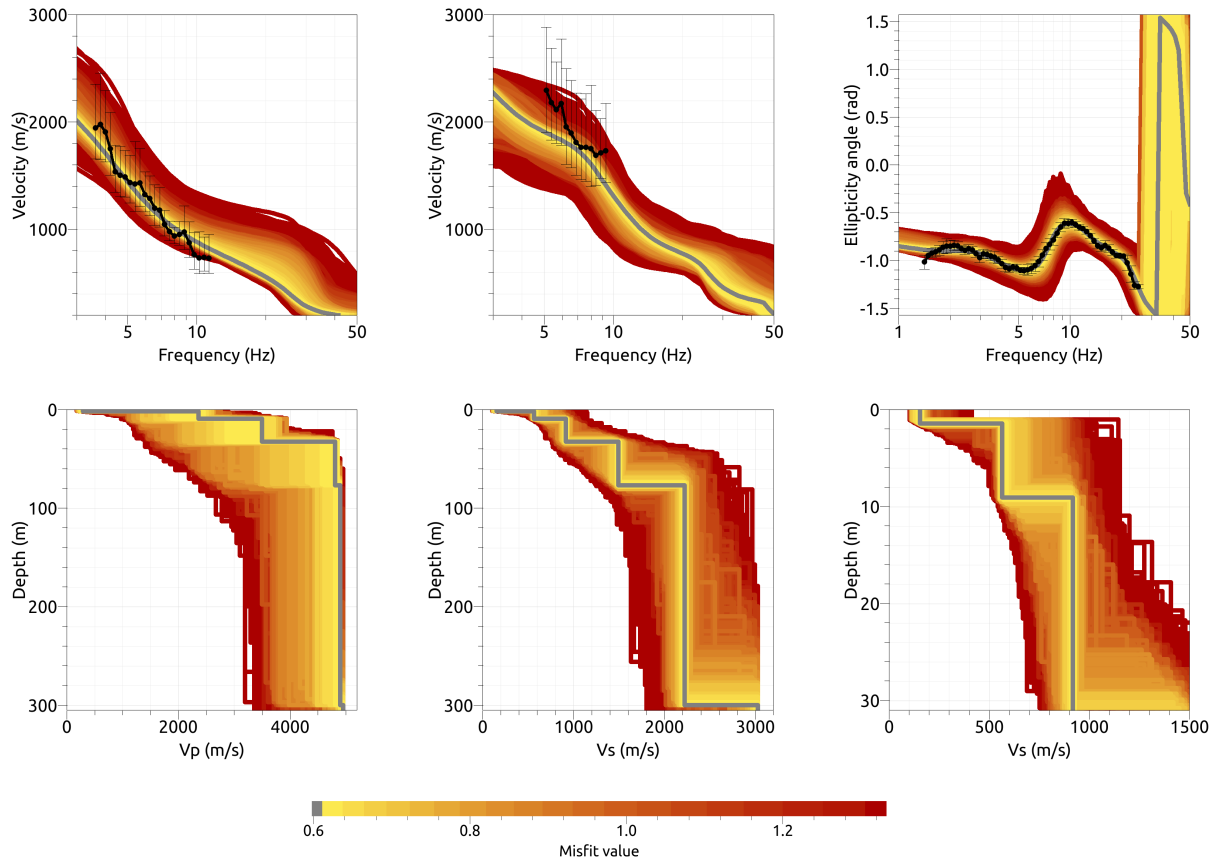 3000
2000
1000
Velocity (m/s)
5 10 50
Frequency (Hz)
3000
2000
1000
Velocity (m/s)
5 10 50
Frequency (Hz)
1.5
1.0
0.5
0.0
-0.5
-1.0
-1.5
Ellipticity angle (rad)
1 5 10 50
Frequency (Hz)
0
100
200
300
Depth (m)
0 2000 4000
Vp (m/s)
0
100
200
300
Depth (m)
0 1000 2000 3000
Vs (m/s)
0
10
20
30
Depth (m)
0 500 1000 1500
Vs (m/s)
0.6 0.8 1.0 1.2
Misfit value